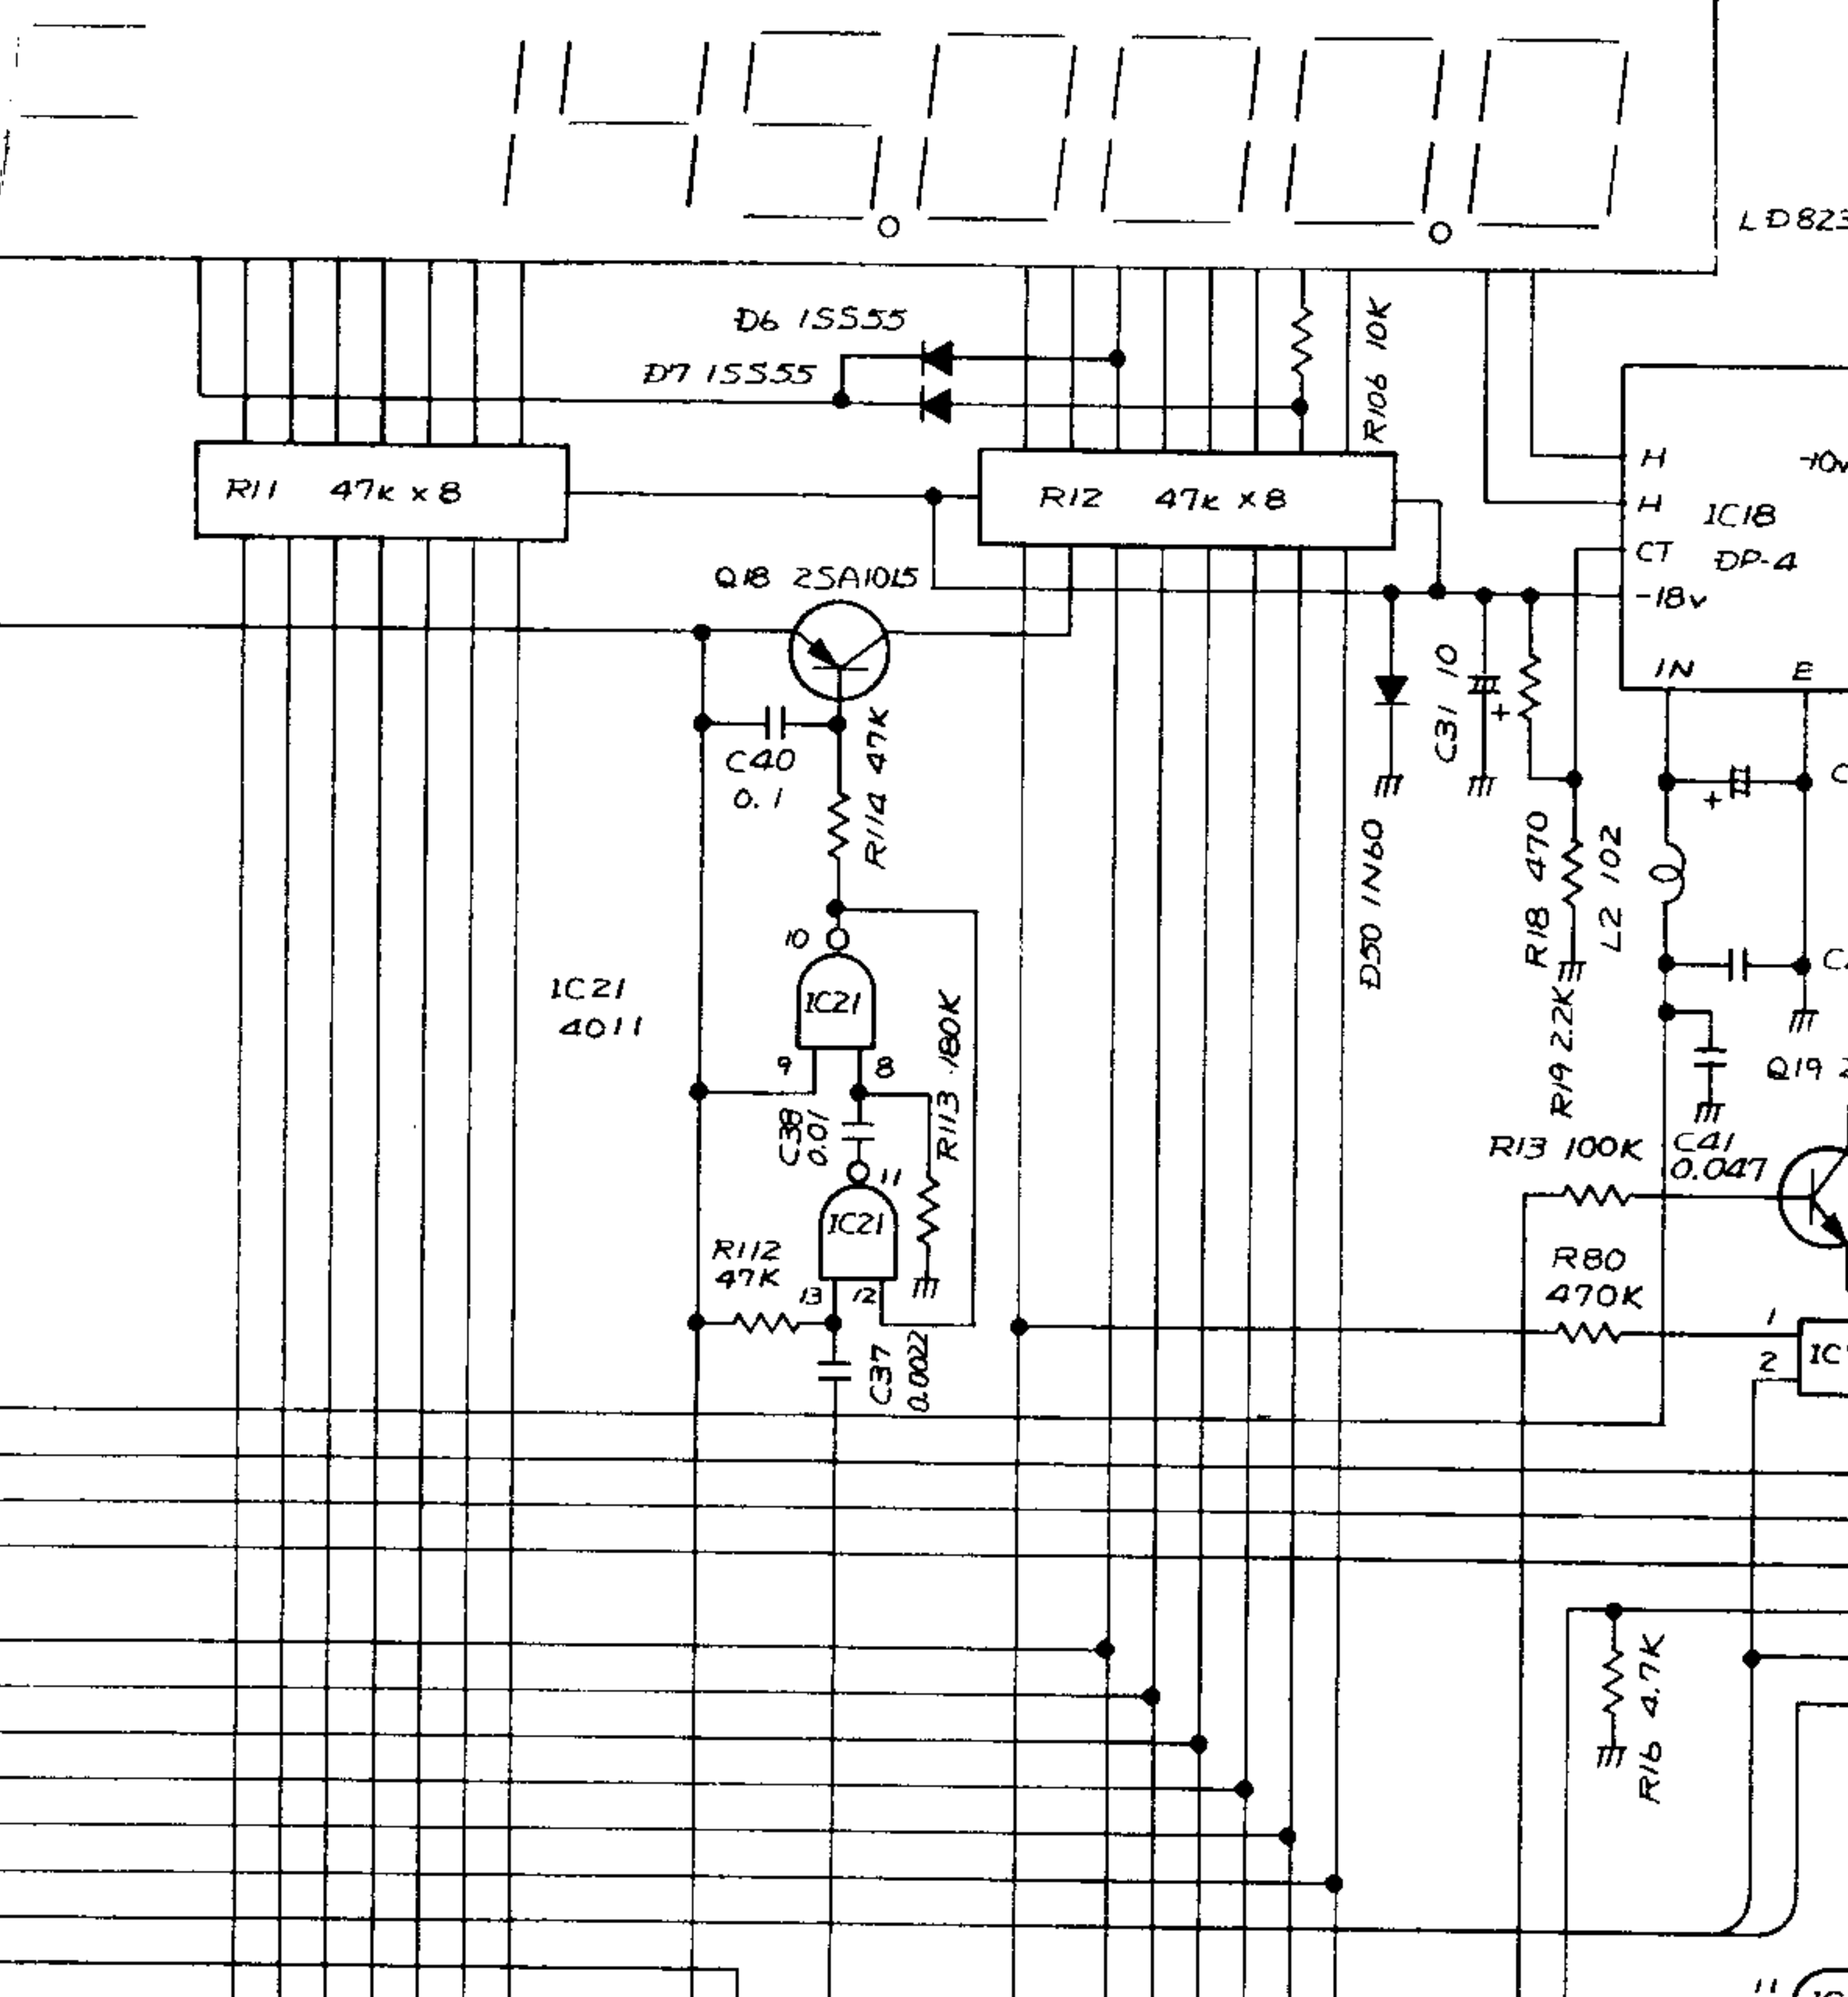 LD823
D6 1SS55
D7 1SS55
R106 10K
R11 47K x 8
R12 47K x 8
H
H
CT
-18v
IC18
DP-4
IN
E
Q18 2SA1015
C40
0.1
R114 47K
C31 10
+
+
D50 1N60
R18 470
L2 102
R19 2.2K
10
IC21
4011
IC21
9
8
C38
0.01
R113 180K
11
IC21
R112
47K
13
12
C37
0.0022
Q19
C41
0.047
R13 100K
R80
470K
1
2
IC
R16 4.7K
11